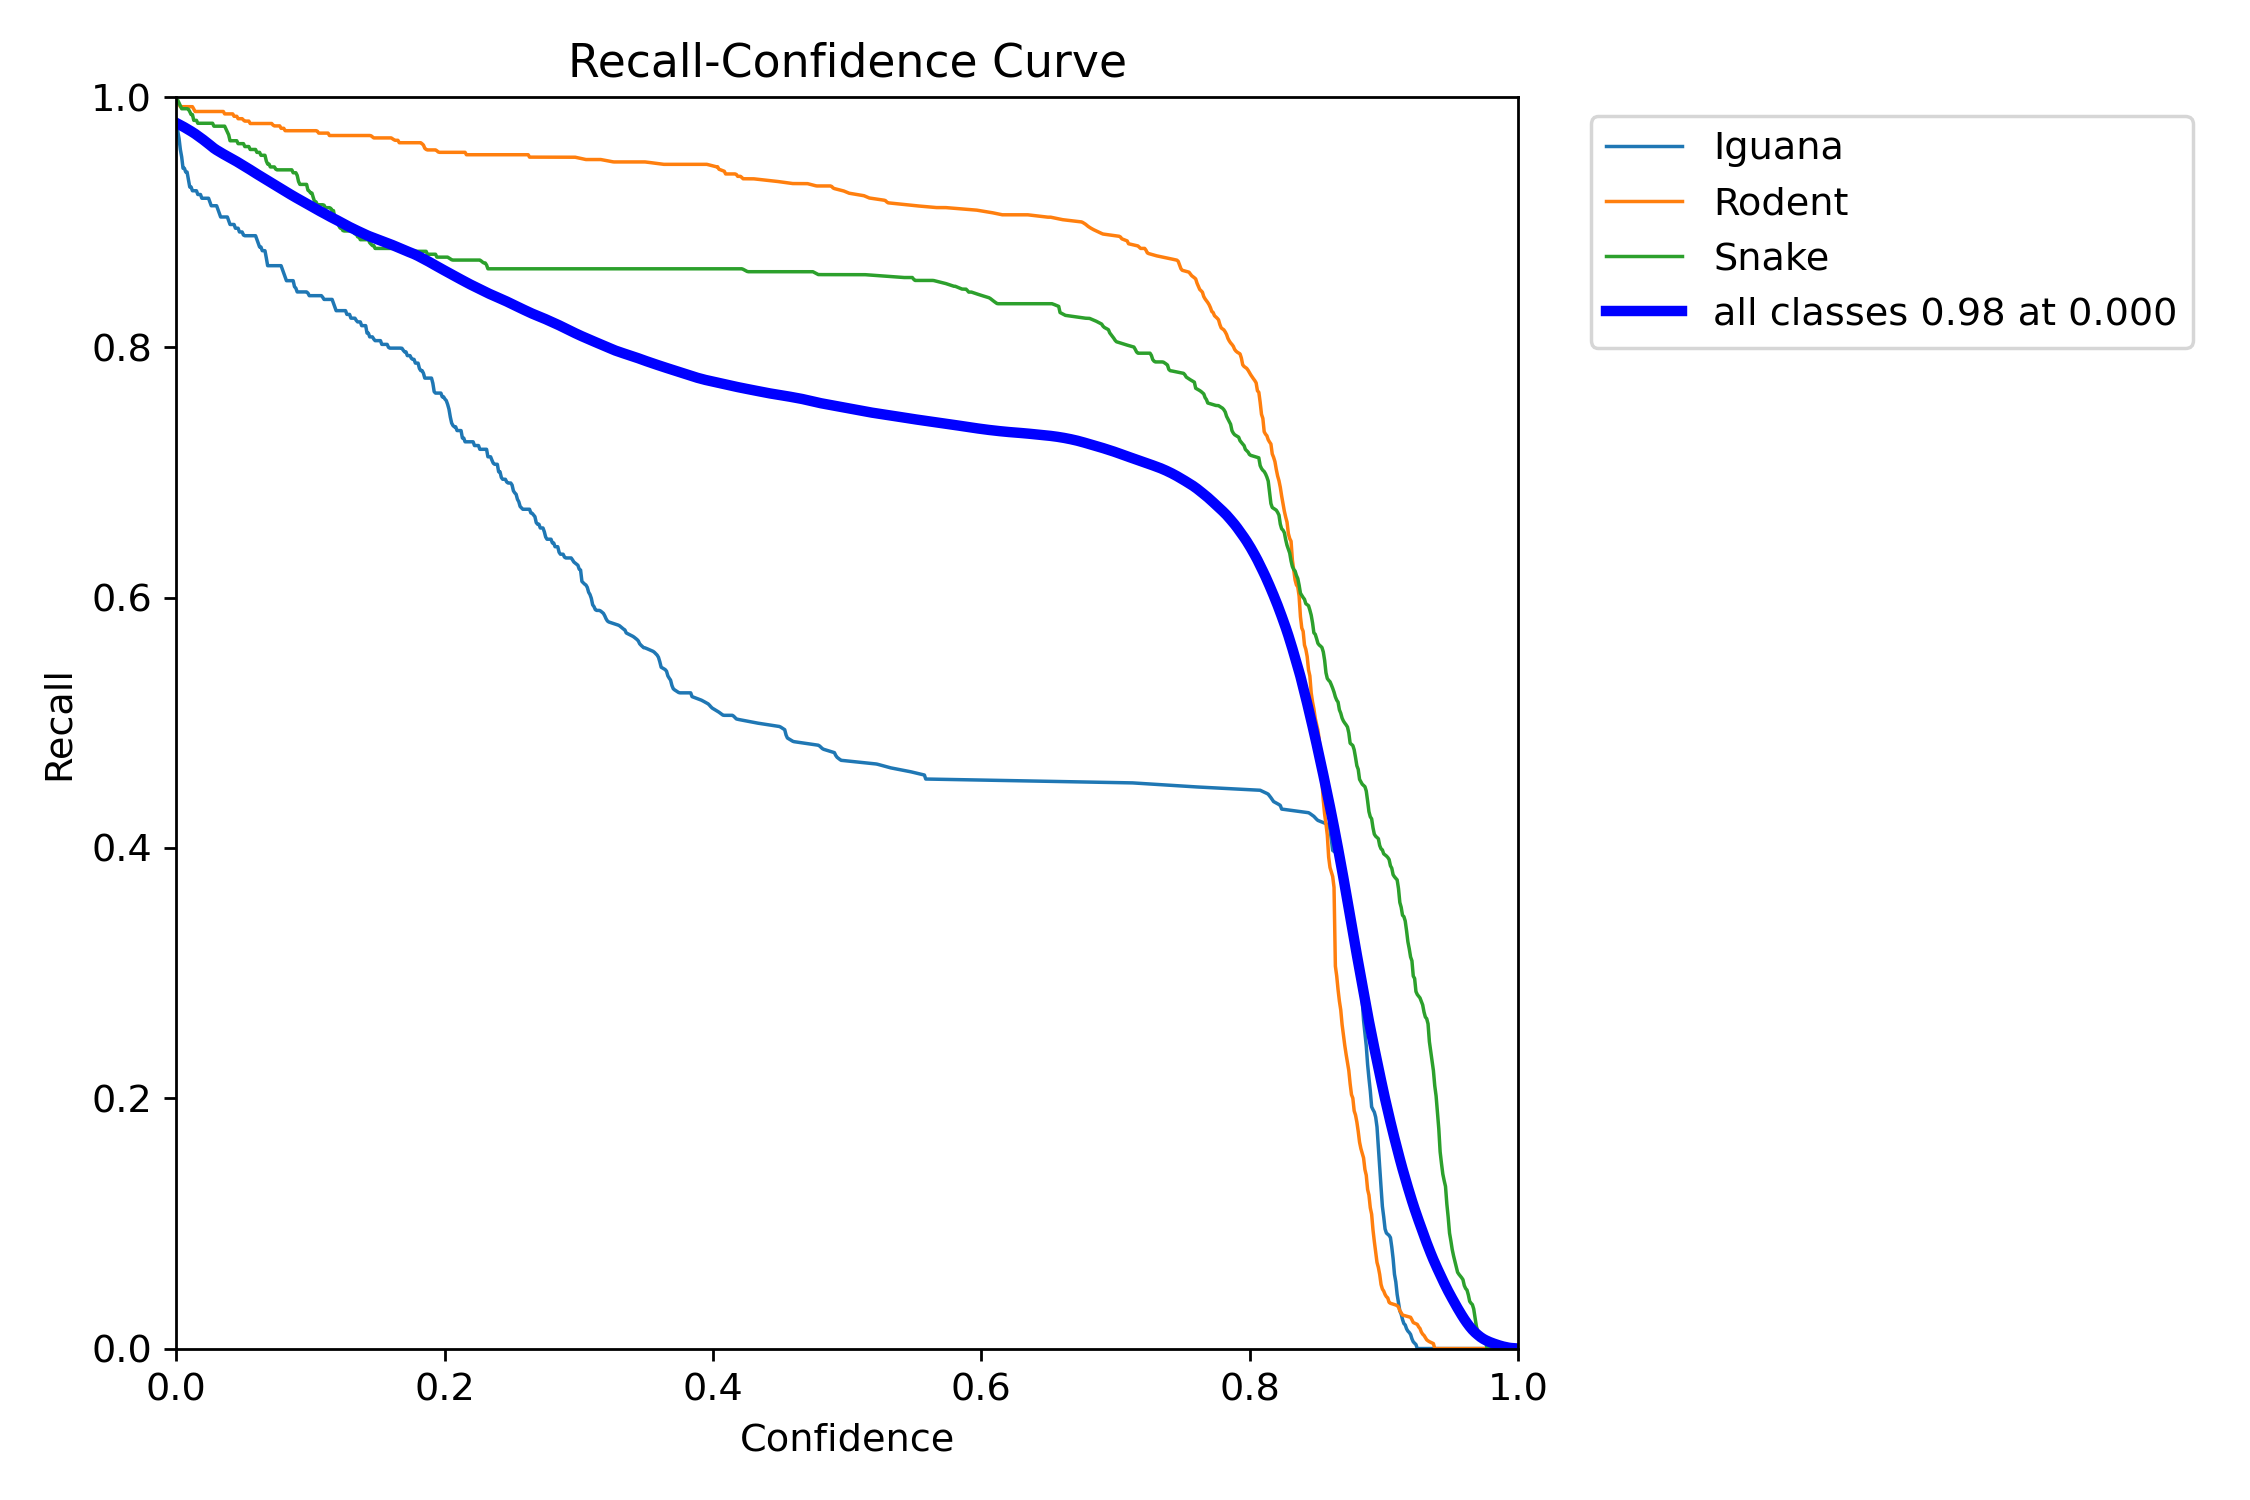 Recall-Confidence Curve
1.0
0.8
0.6
0.4
0.2
0.0
Recall
0.0 0.2 0.4 0.6 0.8 1.0
Confidence
Iguana
Rodent
Snake
all classes 0.98 at 0.000